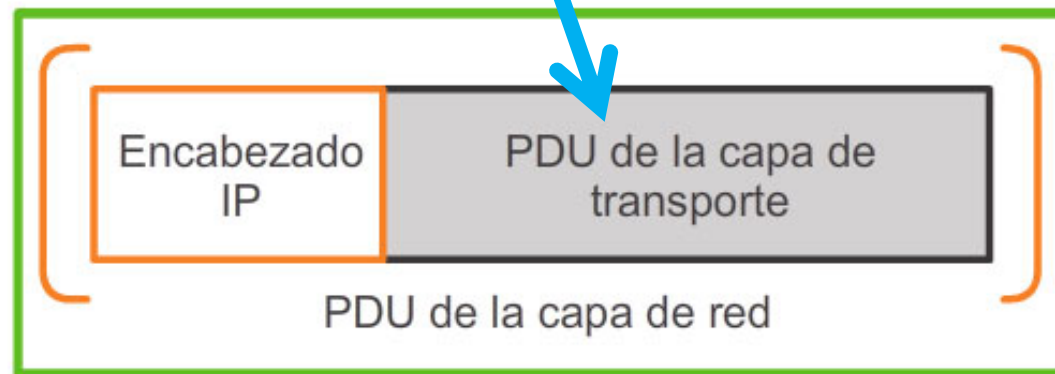 Encabezado
IP
PDU de la capa de
transporte
PDU de la capa de red